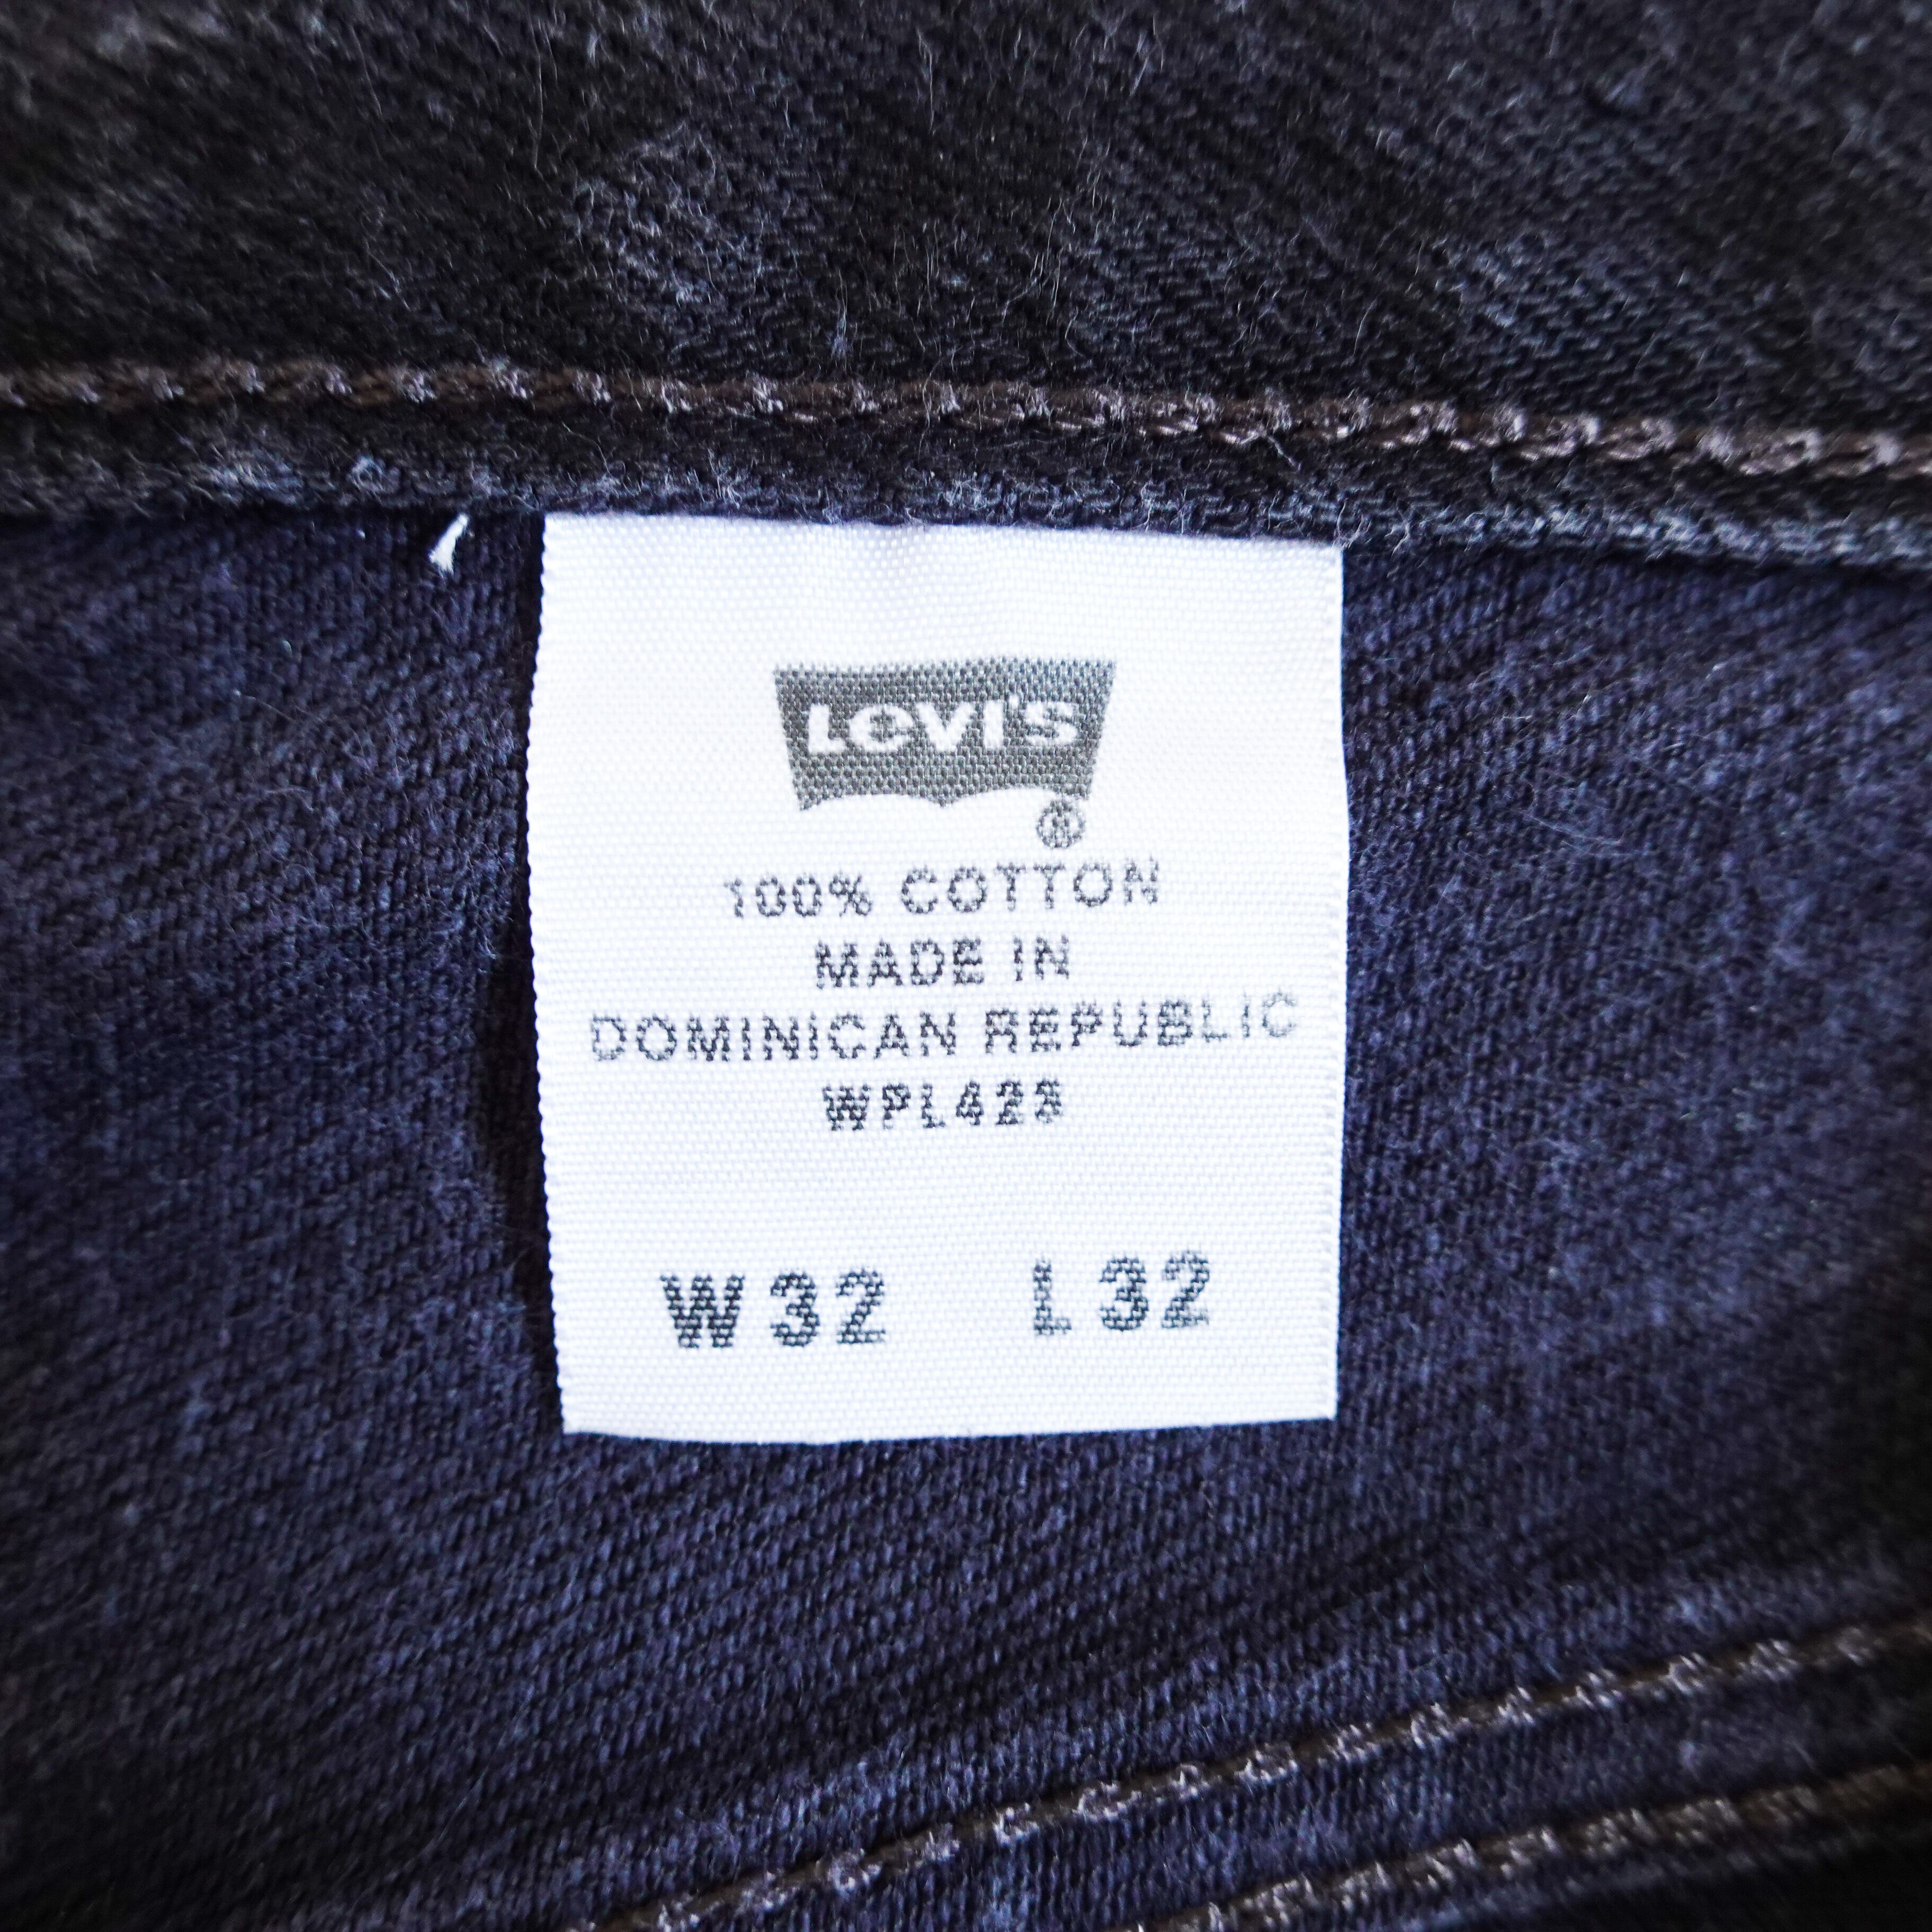 Levi's
®
100% COTTON
MADE IN
DOMINICAN REPUBLIC
WPL423
W32 L32